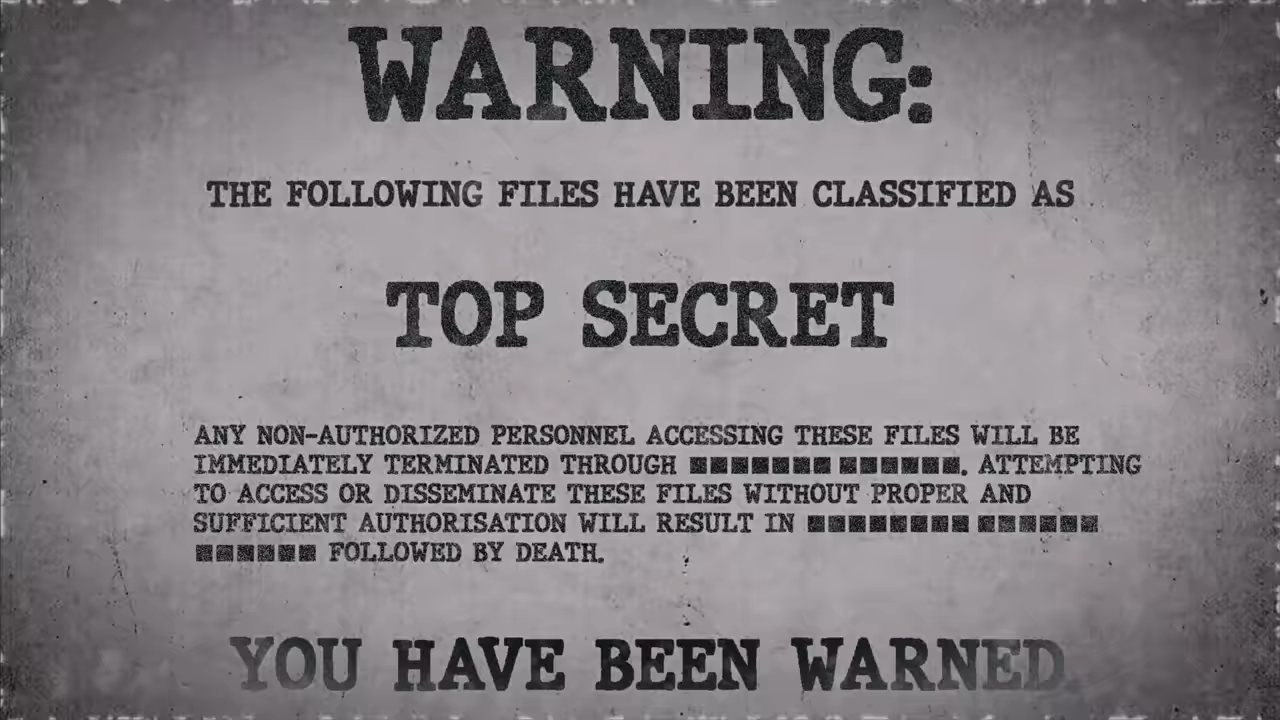 WARNING:
THE FOLLOWING FILES HAVE BEEN CLASSIFIED AS
TOP SECRET
ANY NON-AUTHORIZED PERSONNEL ACCESSING THESE FILES WILL BE
IMMEDIATELY TERMINATED THROUGH ■■■■■■■ ■■■■■■. ATTEMPTING
TO ACCESS OR DISSEMINATE THESE FILES WITHOUT PROPER AND
SUFFICIENT AUTHORISATION WILL RESULT IN ■■■■■■■■ ■■■■■■
■■■■■■ FOLLOWED BY DEATH.
YOU HAVE BEEN WARNED.